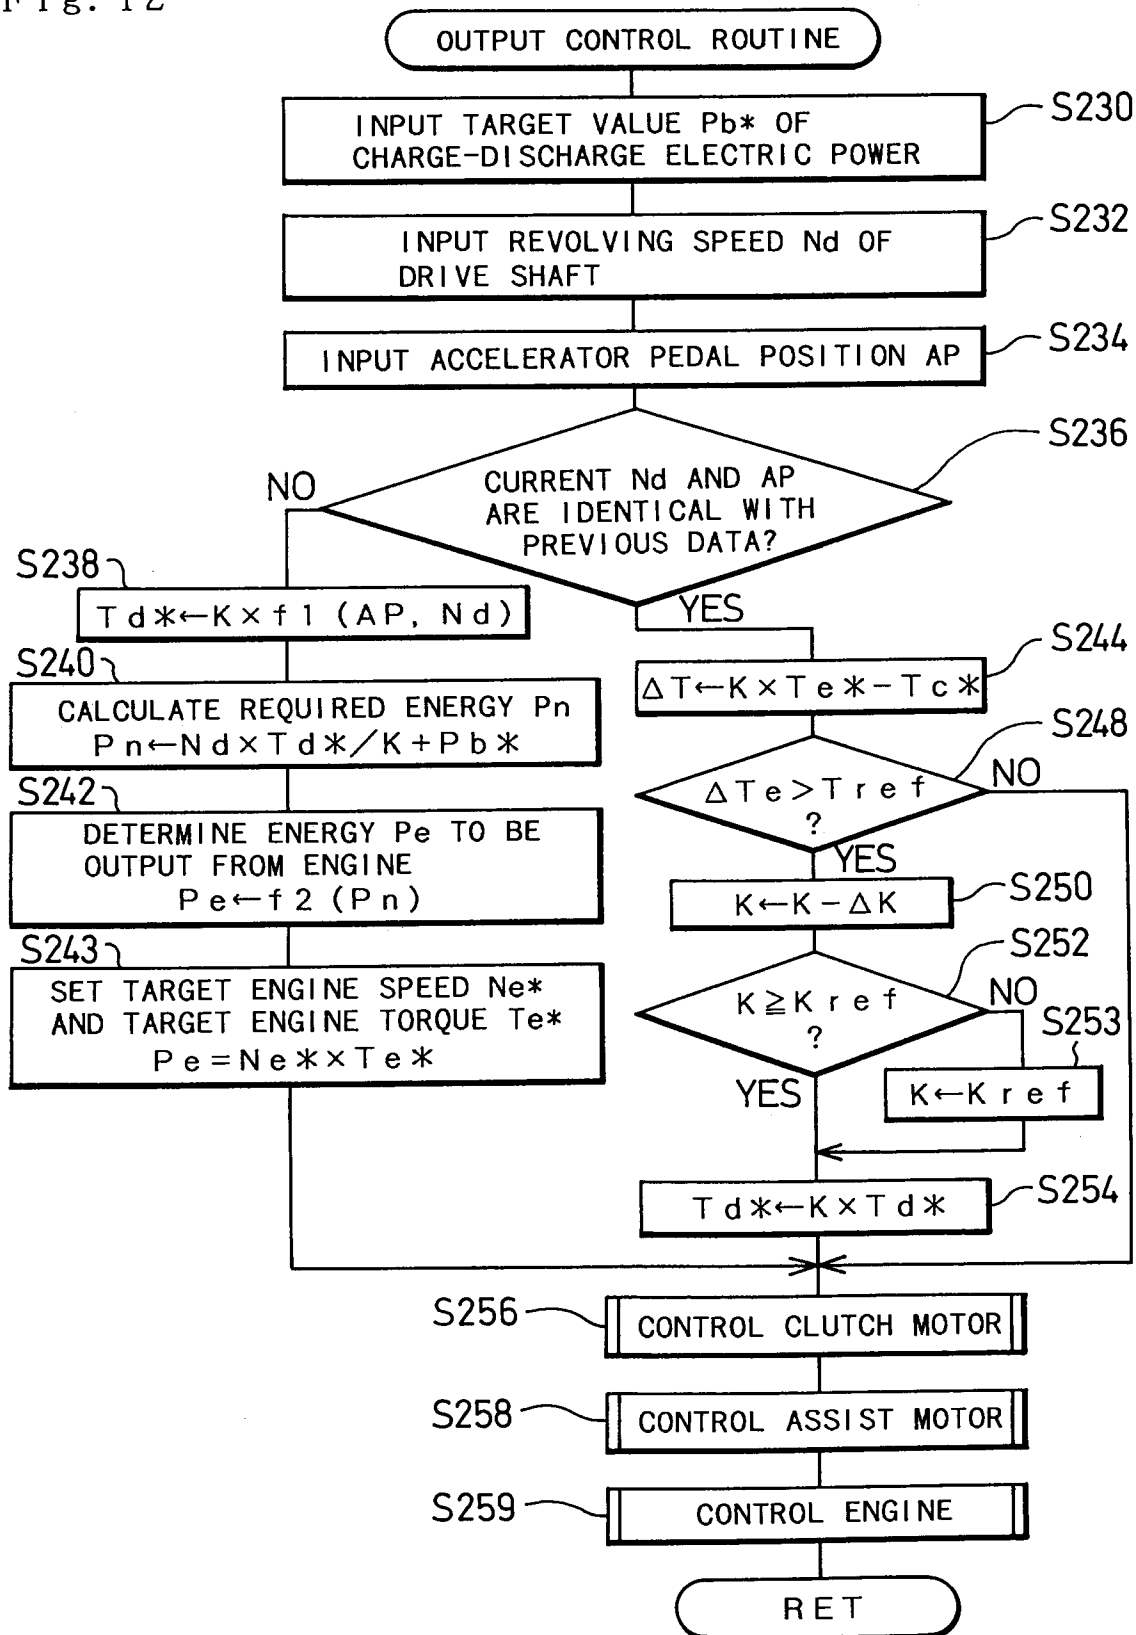 Fig. 12
OUTPUT CONTROL ROUTINE
INPUT TARGET VALUE Pb* OF
CHARGE-DISCHARGE ELECTRIC POWER
S230
INPUT REVOLVING SPEED Nd OF
DRIVE SHAFT
S232
INPUT ACCELERATOR PEDAL POSITION AP
S234
CURRENT Nd AND AP
ARE IDENTICAL WITH
PREVIOUS DATA?
S236
NO
YES
S238
Td*←K×f1(AP, Nd)
S240
CALCULATE REQUIRED ENERGY Pn
Pn←Nd×Td*/K+Pb*
S242
DETERMINE ENERGY Pe TO BE
OUTPUT FROM ENGINE
Pe←f2(Pn)
S243
SET TARGET ENGINE SPEED Ne*
AND TARGET ENGINE TORQUE Te*
Pe=Ne*×Te*
S244
ΔT←K×Te*-Tc*
S248
ΔTe>Tref
?
NO
YES
S250
K←K-ΔK
S252
K≧Kref
?
NO
YES
S253
K←Kref
S254
Td*←K×Td*
S256
CONTROL CLUTCH MOTOR
S258
CONTROL ASSIST MOTOR
S259
CONTROL ENGINE
RET